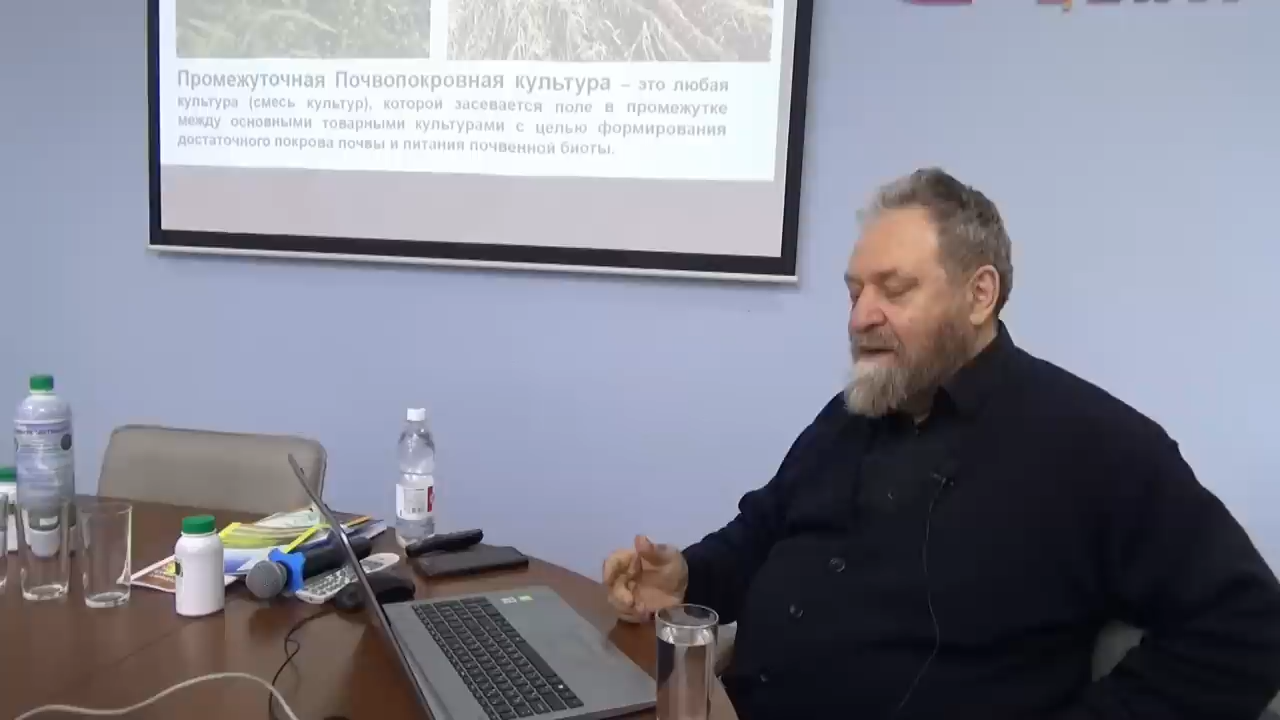 Промежуточная Почвопокровная культура – это любая
культура (смесь культур), которой засевается поле в промежутке
между основными товарными культурами с целью формирования
достаточного покрова почвы и питания почвенной биоты.